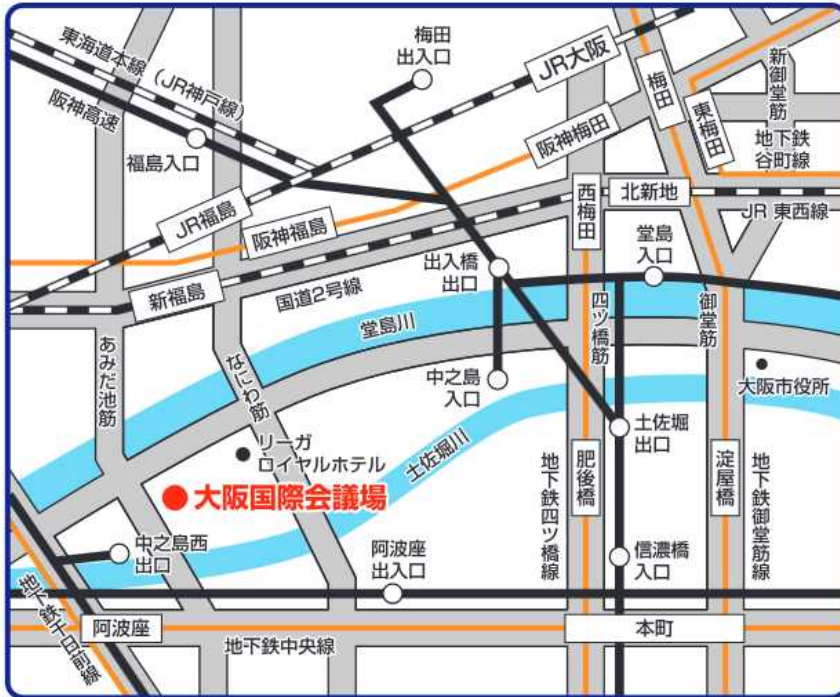 東海道本線（JR神戸線）
阪神高速
福島入口
梅田
出入口
JR大阪
梅田
東梅田
新御堂筋
地下鉄
谷町線
JR福島
阪神福島
阪神梅田
西梅田
北新地
JR 東西線
新福島
国道2号線
出入橋
出口
堂島
入口
堂島川
四ツ橋筋
御堂筋
あみだ池筋
なにわ筋
中之島
入口
大阪市役所
リーガ
ロイヤルホテル
土佐堀川
土佐堀
出口
大阪国際会議場
地下鉄四ツ橋線
肥後橋
淀屋橋
地下鉄御堂筋線
中之島西
出口
阿波座
出入口
信濃橋
入口
地下鉄千日前線
阿波座
地下鉄中央線
本町